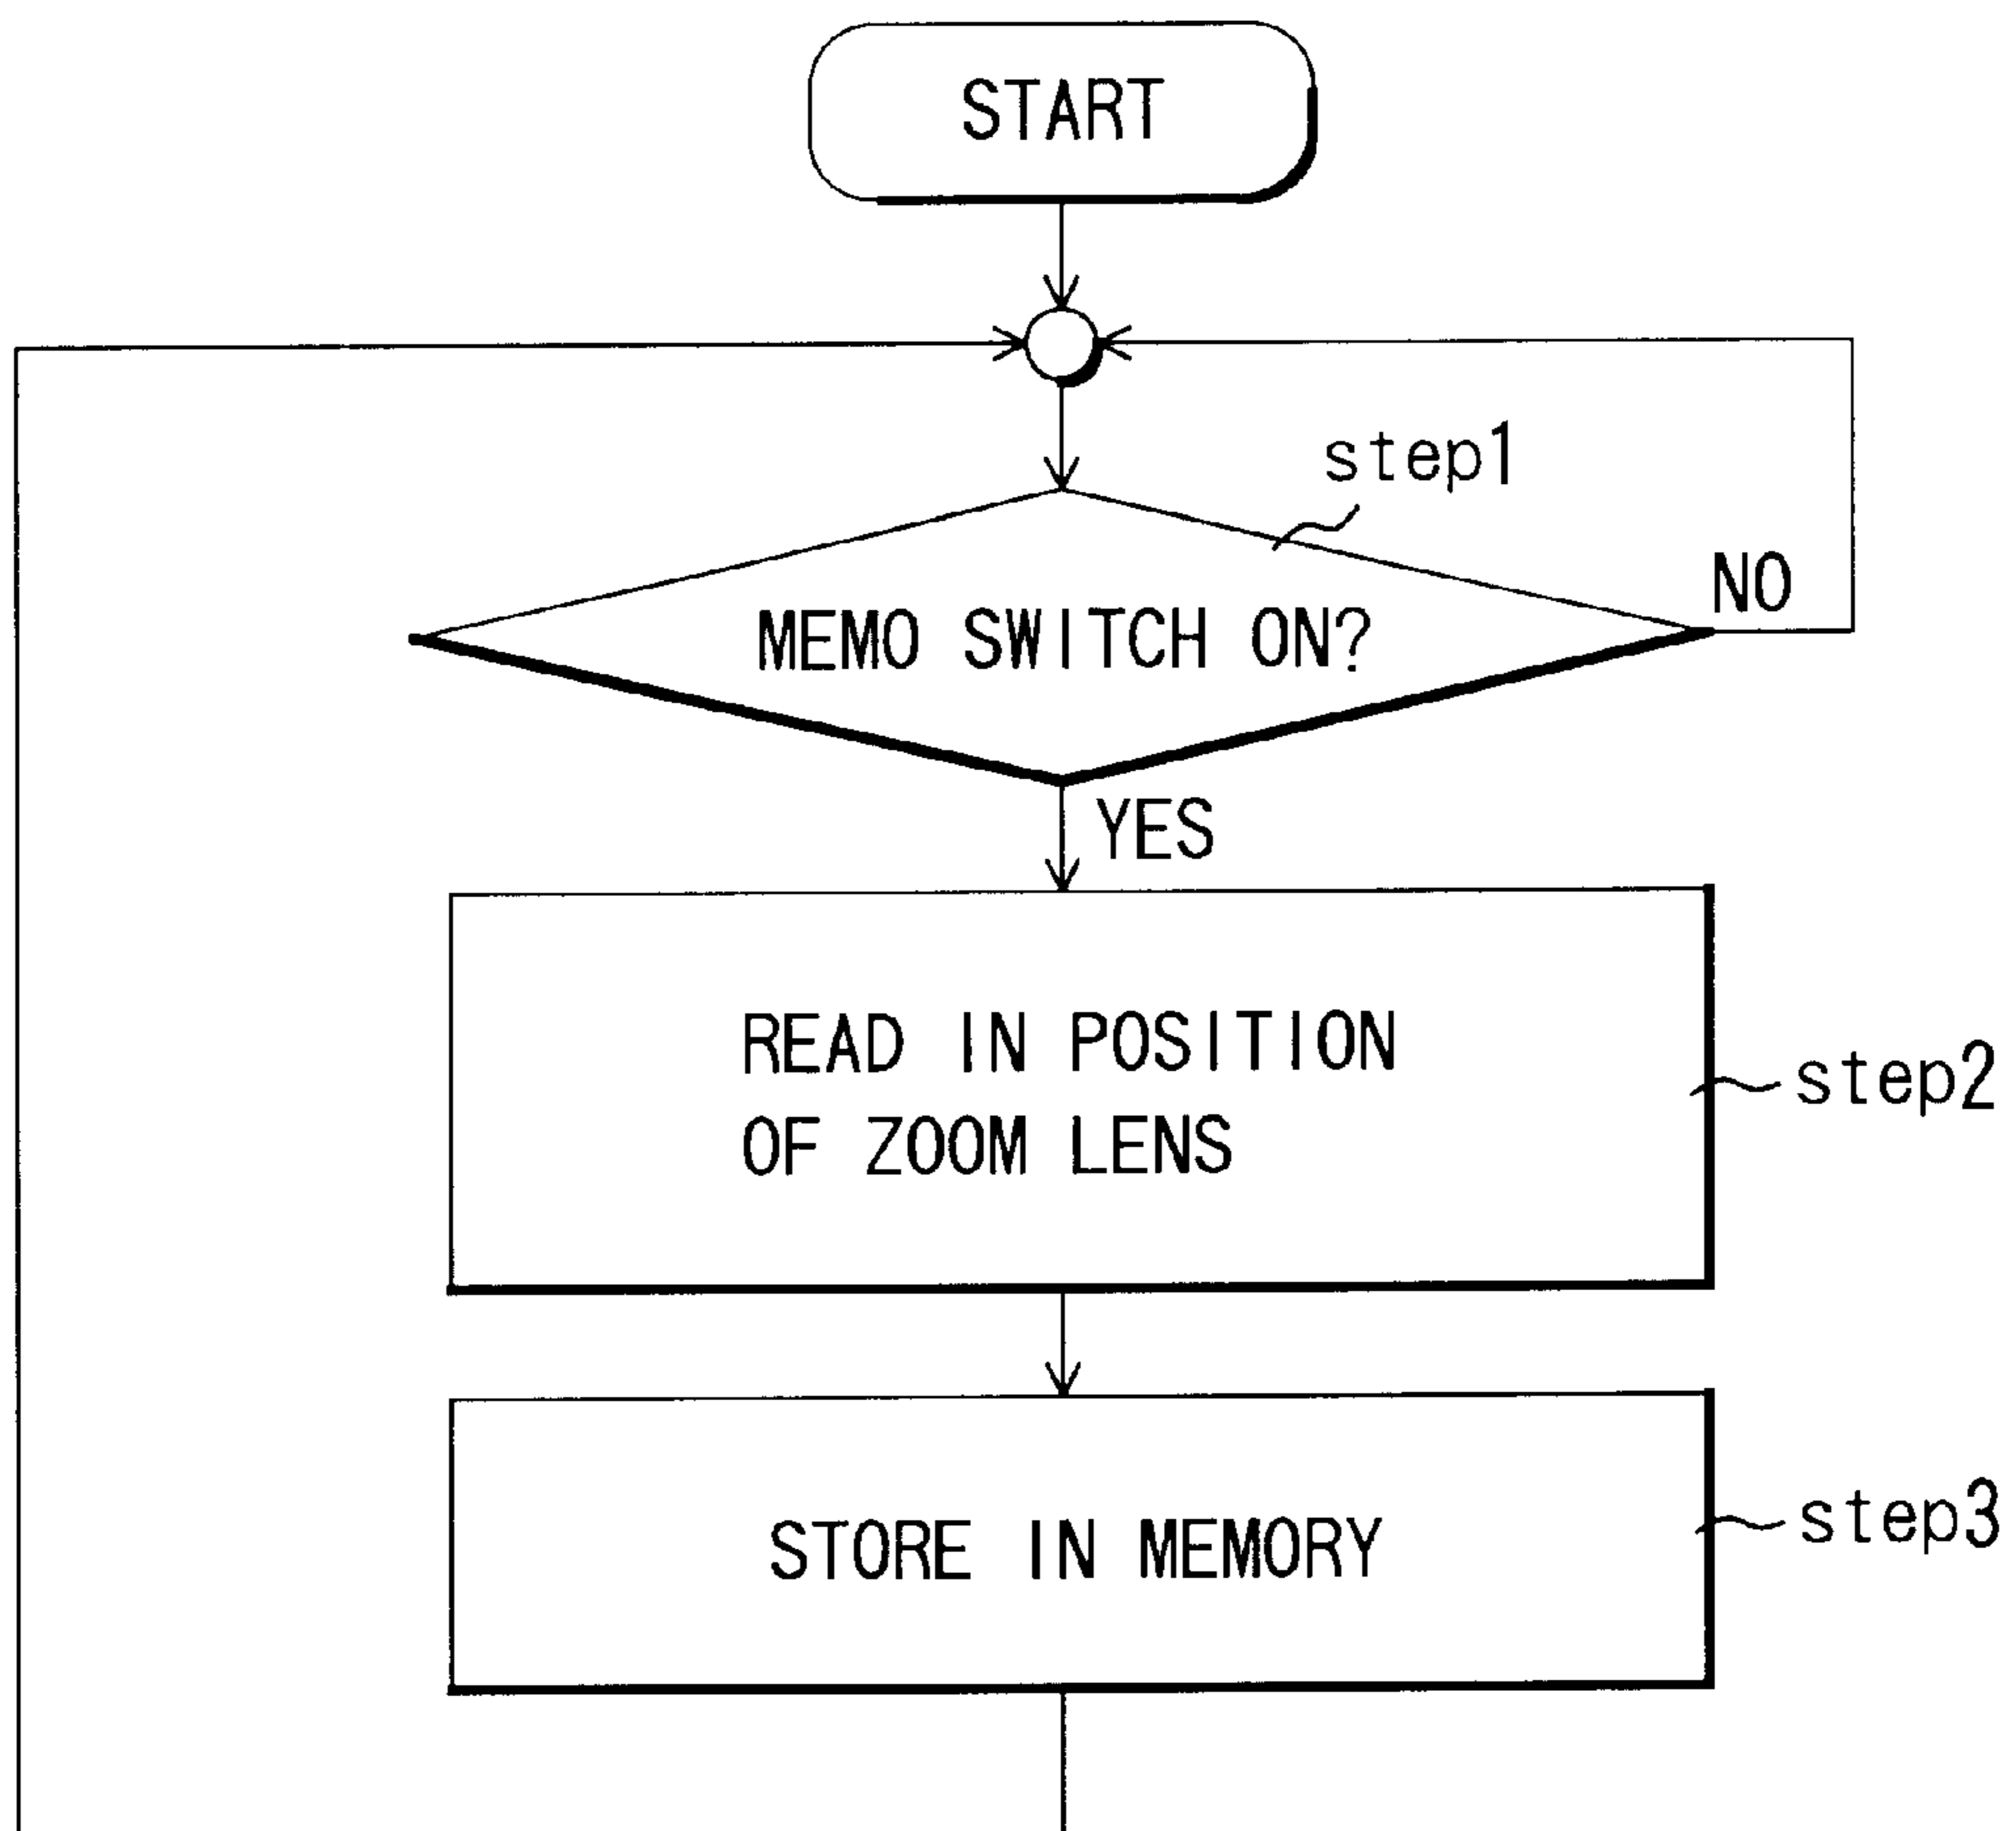 START
step1
NO
MEMO SWITCH ON?
YES
READ IN POSITION
OF ZOOM LENS
step2
STORE IN MEMORY
step3